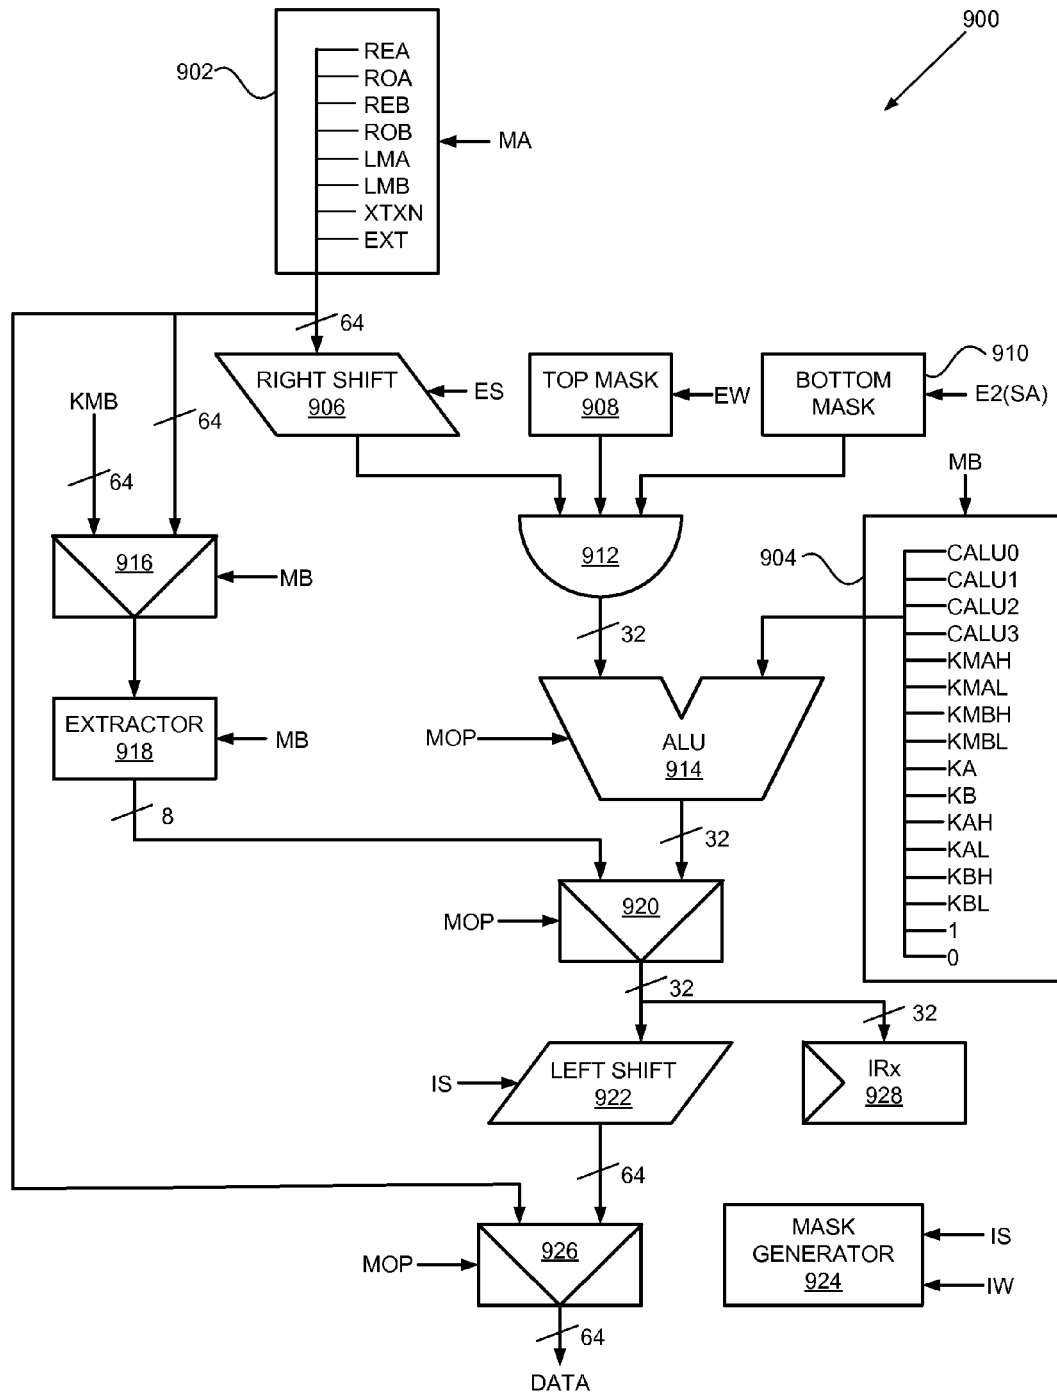 900
REA
902
ROA
REB
ROB
MA
LMA
LMB
XTXN
EXT
64
RIGHT SHIFT
906
ES
TOP MASK
908
EW
BOTTOM
MASK
910
E2(SA)
KMB
64
64
MB
916
MB
912
904
CALU0
CALU1
CALU2
CALU3
KMAH
KMAL
KMBH
KMBL
KA
KB
KAH
KAL
KBH
KBL
1
0
32
EXTRACTOR
918
MB
MOP
ALU
914
8
32
MOP
920
32
32
IS
LEFT SHIFT
922
IRx
928
64
MOP
926
MASK
GENERATOR
924
IS
IW
64
DATA